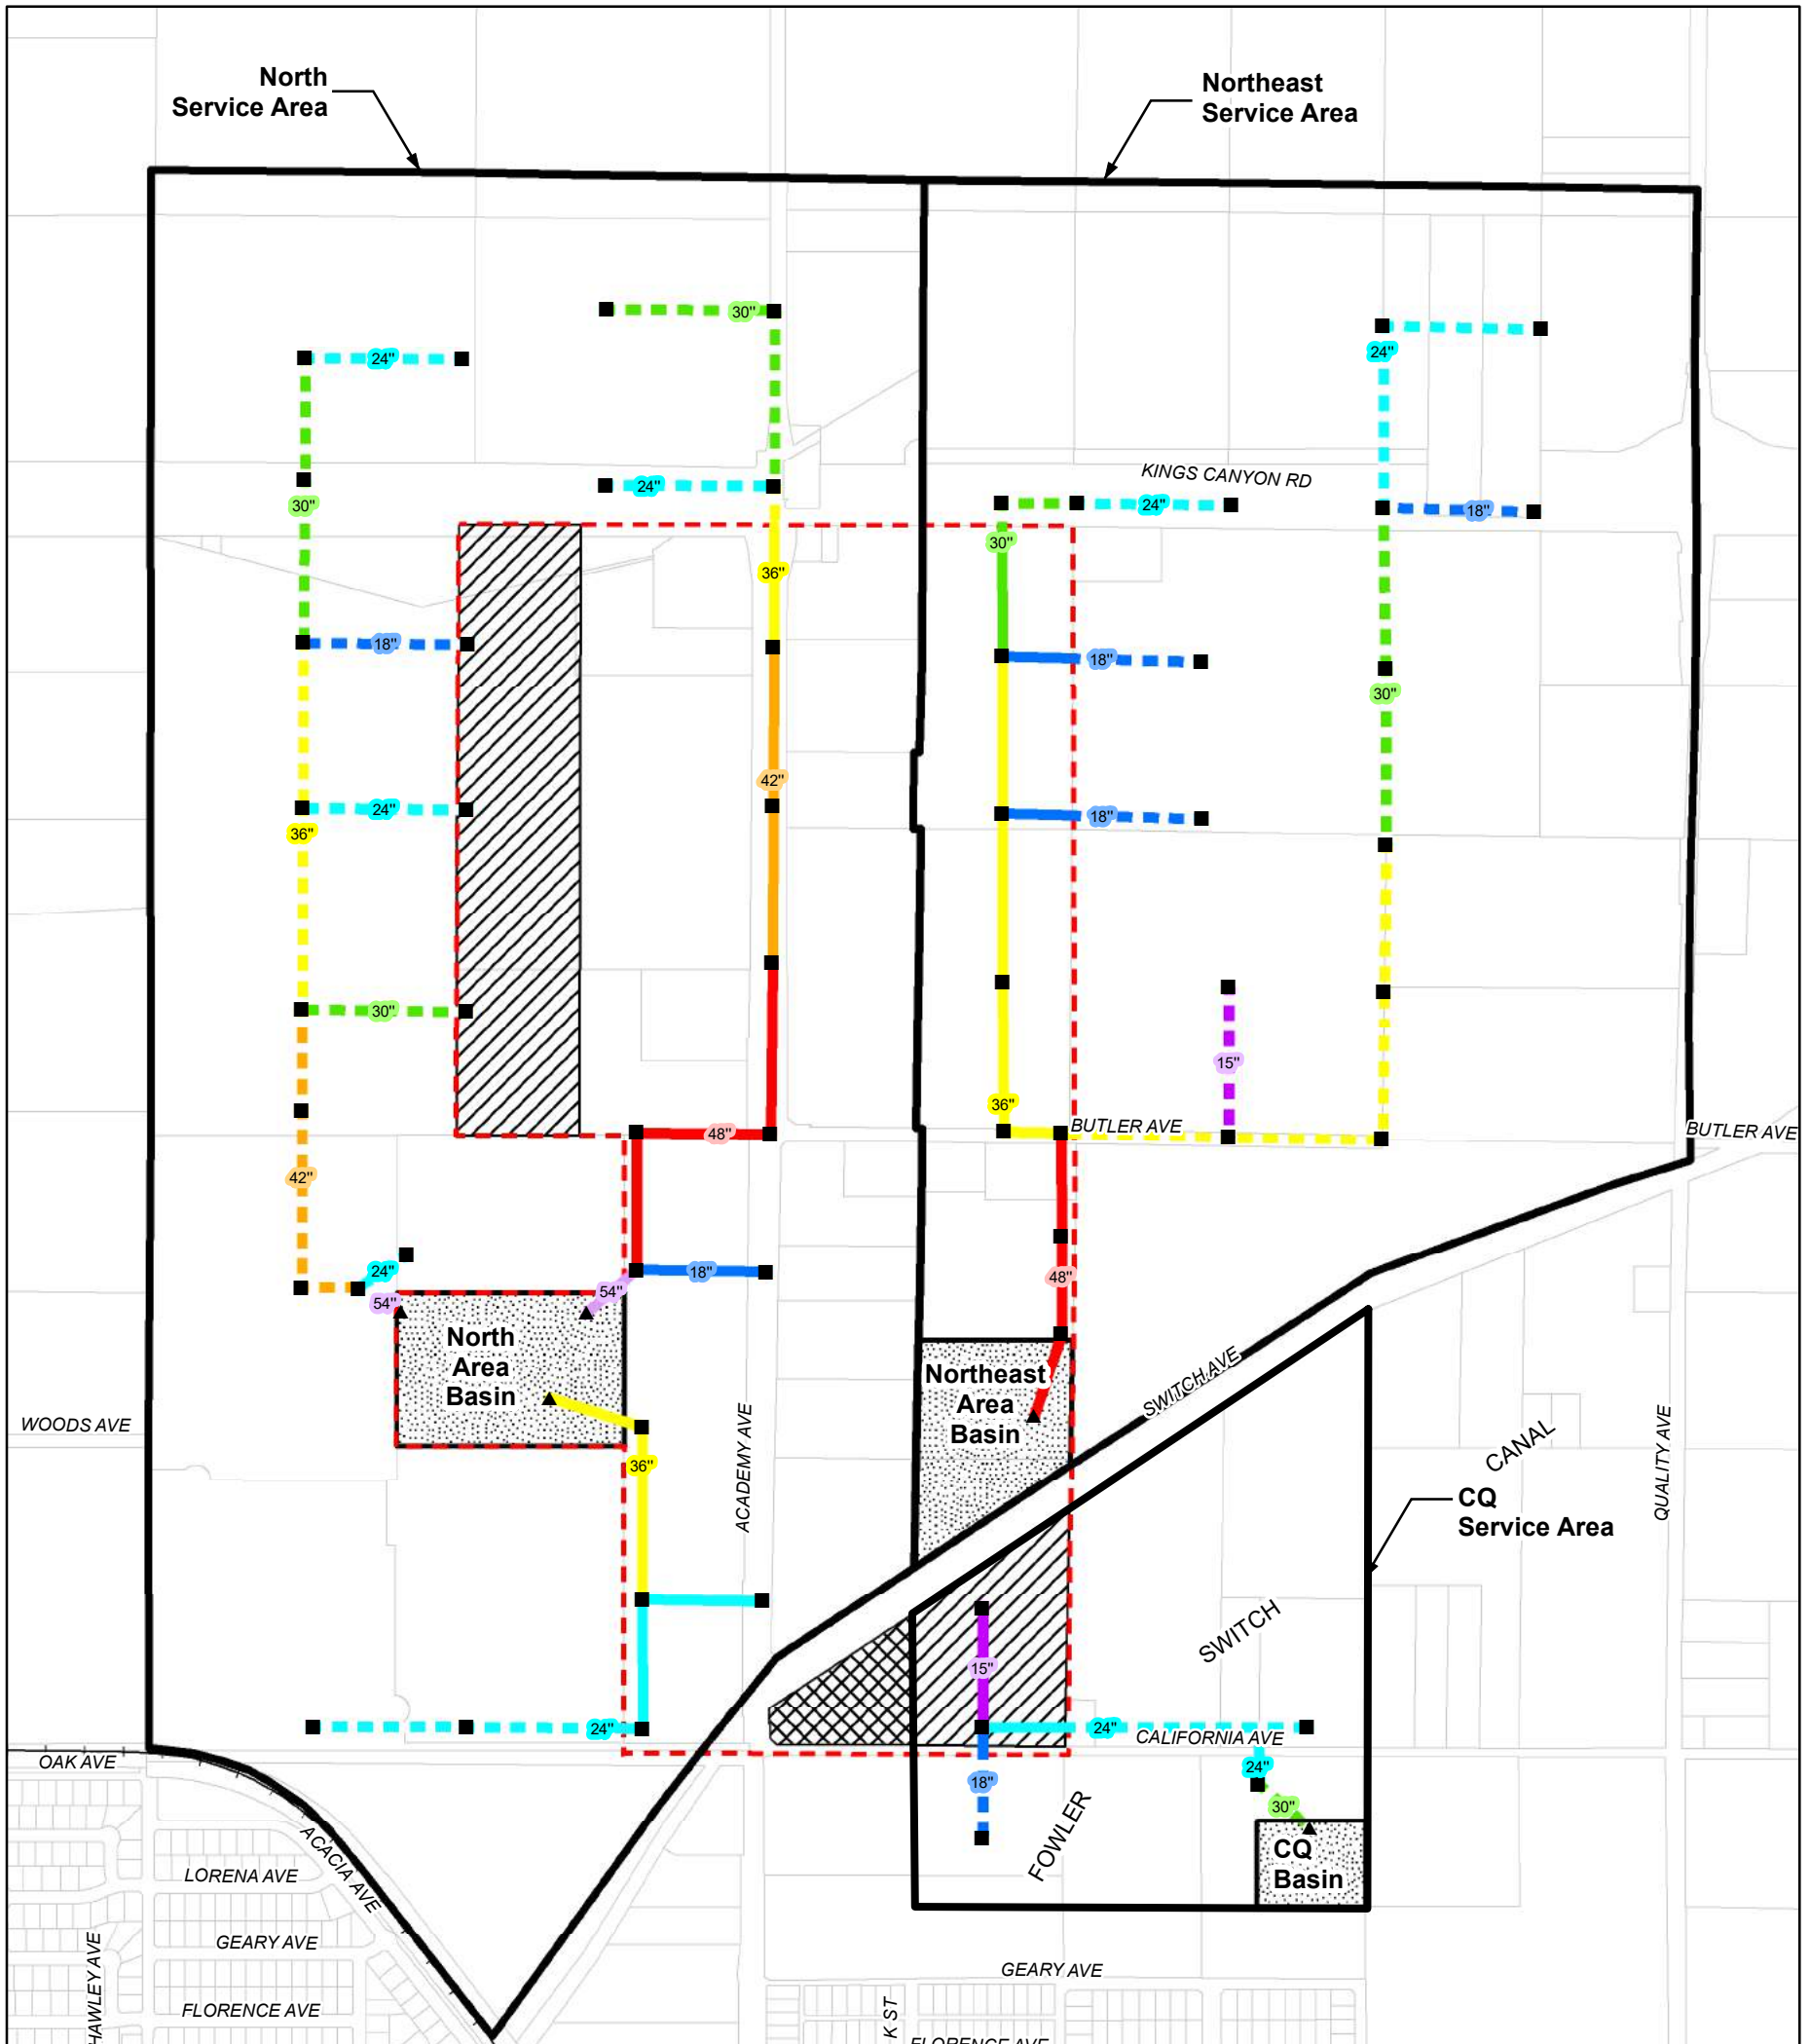 North
Service Area
Northeast
Service Area
30"
24"
24"
24"
KINGS CANYON RD
24"
18"
30"
30"
36"
18"
18"
30"
42"
24"
18"
36"
30"
15"
36"
BUTLER AVE
BUTLER AVE
48"
42"
24"
18"
54"
54"
48"
North
Area
Basin
Northeast
Area
Basin
SWITCH AVE
WOODS AVE
36"
ACADEMY AVE
QUALITY AVE
CANAL
CQ
Service Area
SWITCH
15"
24"
24"
CALIFORNIA AVE
OAK AVE
24"
18"
30"
FOWLER
CQ
Basin
ACACIA AVE
LORENA AVE
GEARY AVE
GEARY AVE
HAWLEY AVE
FLORENCE AVE
K ST
FLORENCE AVE